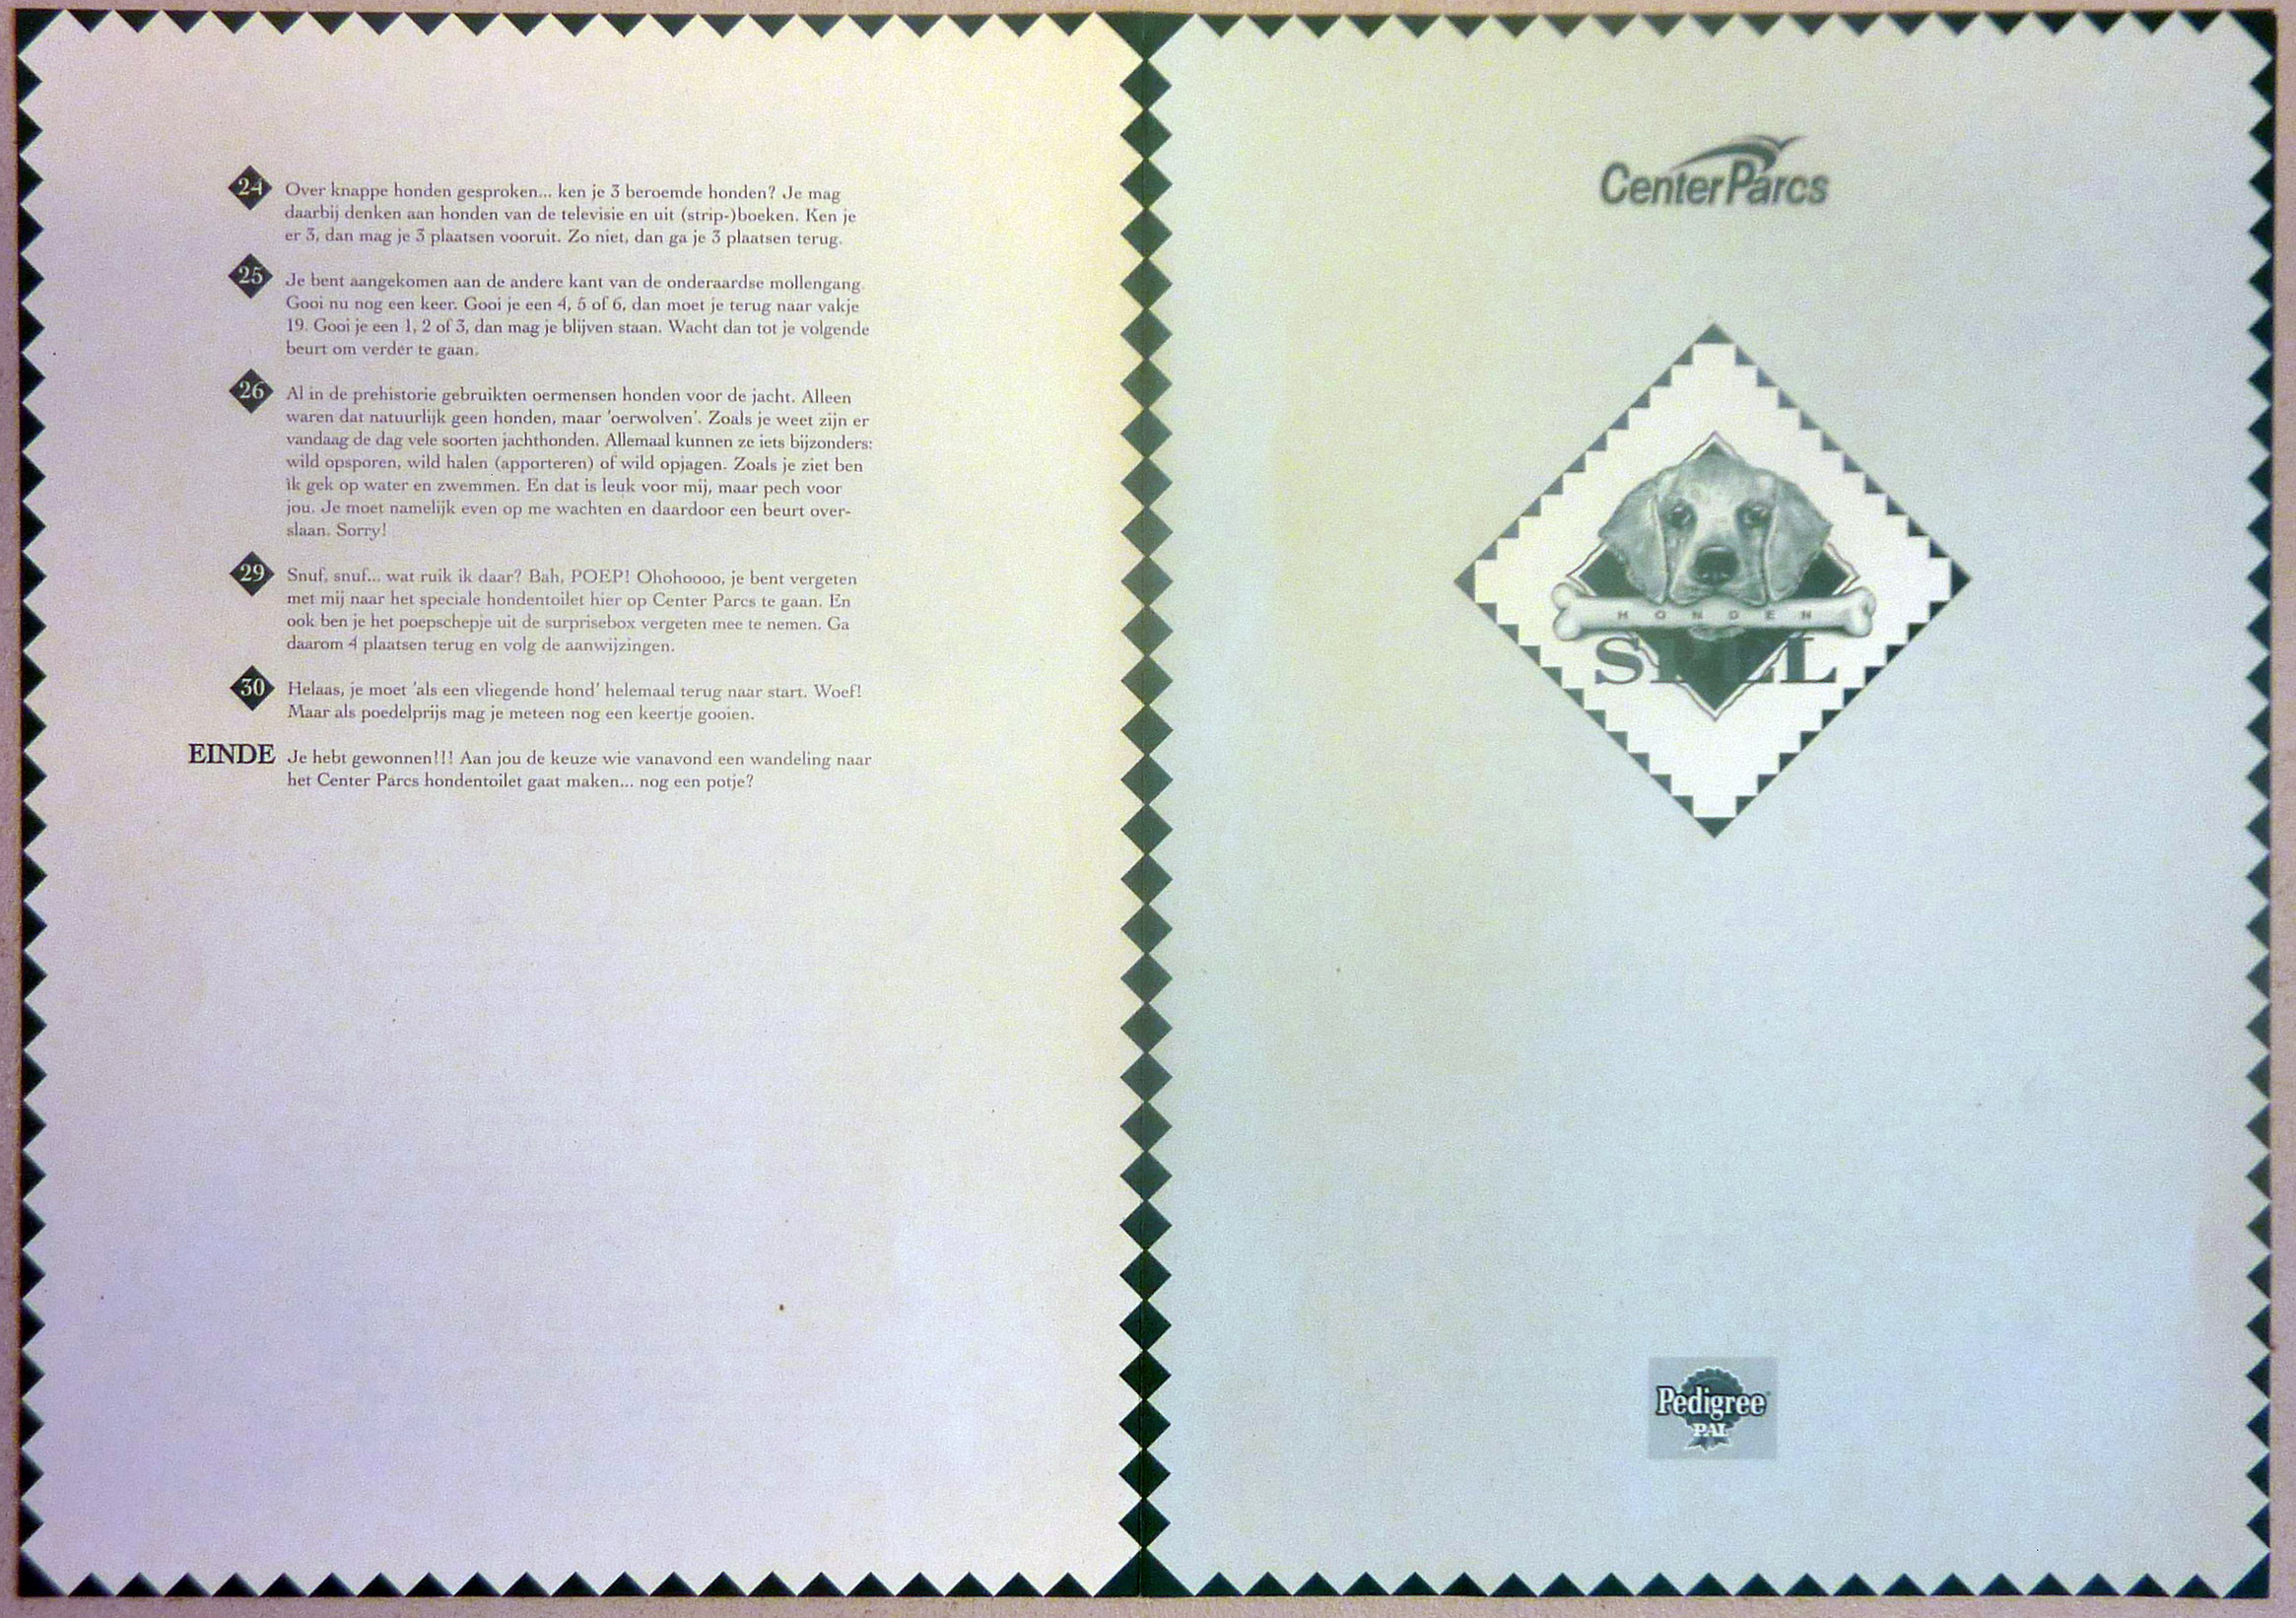 24 Over knappe honden gesproken... ken je 3 beroemde honden? Je mag
daarbij denken aan honden van de televisie en uit (strip-)boeken. Ken je
er 3, dan mag je 3 plaatsen vooruit. Zo niet, dan ga je 3 plaatsen terug.
25 Je bent aangekomen aan de andere kant van de onderaardse mollengang.
Gooi nu nog een keer. Gooi je een 4, 5 of 6, dan moet je terug naar vakje
19. Gooi je een 1, 2 of 3, dan mag je blijven staan. Wacht dan tot je volgende
beurt om verder te gaan.
26 Al in de prehistorie gebruikten oermensen honden voor de jacht. Alleen
waren dat natuurlijk geen honden, maar 'oerwolven'. Zoals je weet zijn er
vandaag de dag vele soorten jachthonden. Allemaal kunnen ze iets bijzonders:
wild opsporen, wild halen (apporteren) of wild opjagen. Zoals je ziet ben
ik gek op water en zwemmen. En dat is leuk voor mij, maar pech voor
jou. Je moet namelijk even op me wachten en daardoor een beurt over-
slaan. Sorry!
29 Snuf, snuf... wat ruik ik daar? Bah, POEP! Ohohoooo, je bent vergeten
met mij naar het speciale hondentoilet hier op Center Parcs te gaan. En
ook ben je het poepschepje uit de surprisebox vergeten mee te nemen. Ga
daarom 4 plaatsen terug en volg de aanwijzingen.
30 Helaas, je moet 'als een vliegende hond' helemaal terug naar start. Woef!
Maar als poedelprijs mag je meteen nog een keertje gooien.
EINDE Je hebt gewonnen!!! Aan jou de keuze wie vanavond een wandeling naar
het Center Parcs hondentoilet gaat maken... nog een potje?
Center Parcs
HONDEN
Pedigree
PAL